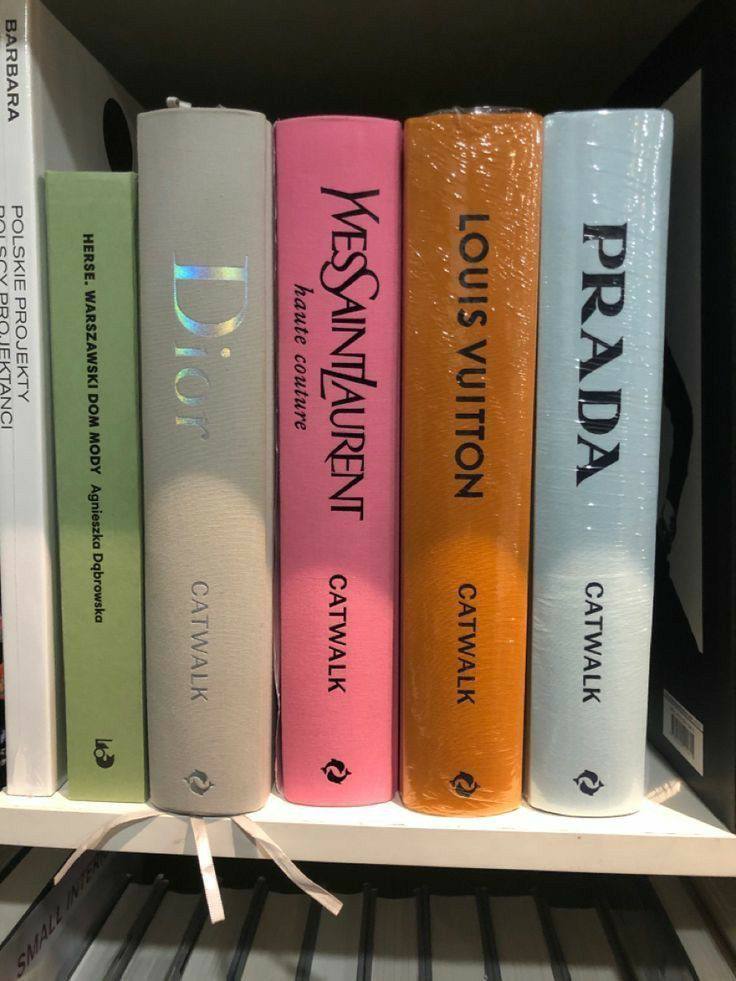 BARBARA
POLSKIE PROJEKTY
POLSCY PROJEKTANCI
HERSE. WARSZAWSKI DOM MODY Agnieszka Dąbrowska
Dior
CATWALK
YVESSAINTLAURENT
haute couture
CATWALK
LOUIS VUITTON
CATWALK
PRADA
CATWALK
SMALL